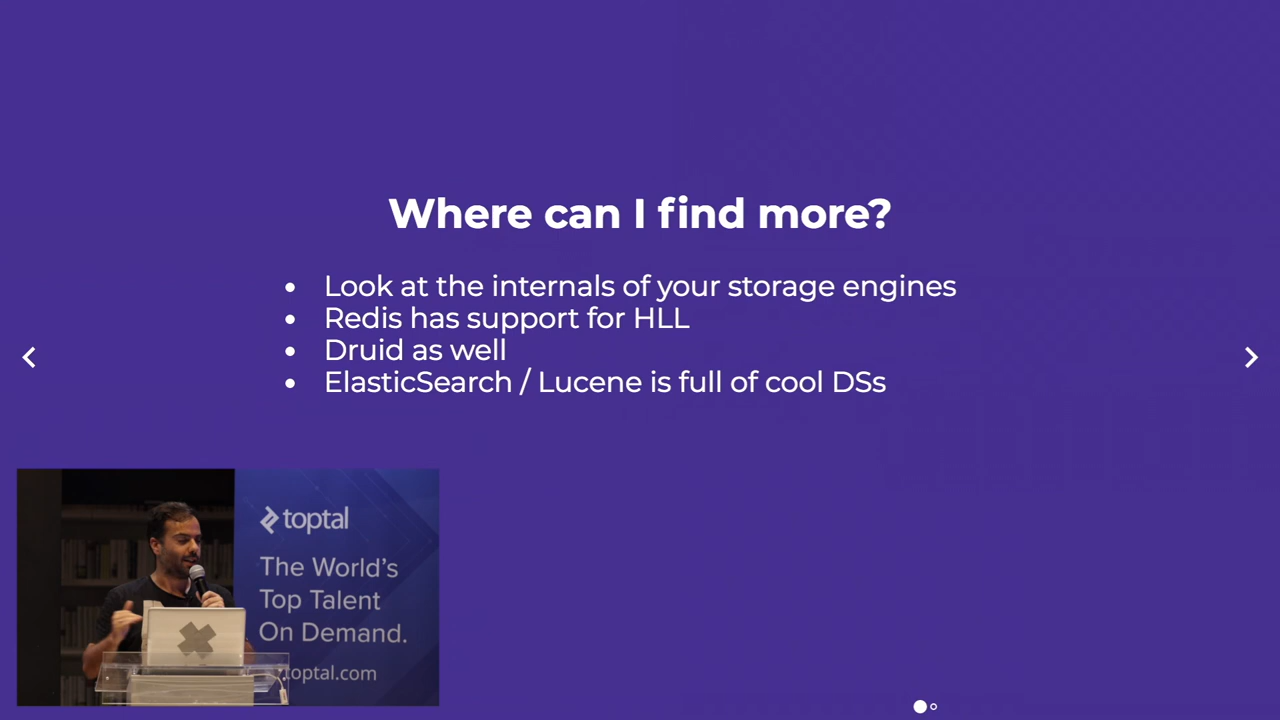 Where can I find more?
Look at the internals of your storage engines
Redis has support for HLL
Druid as well
ElasticSearch / Lucene is full of cool DSs
toptal
The World's
Top Talent
On Demand.
toptal.com